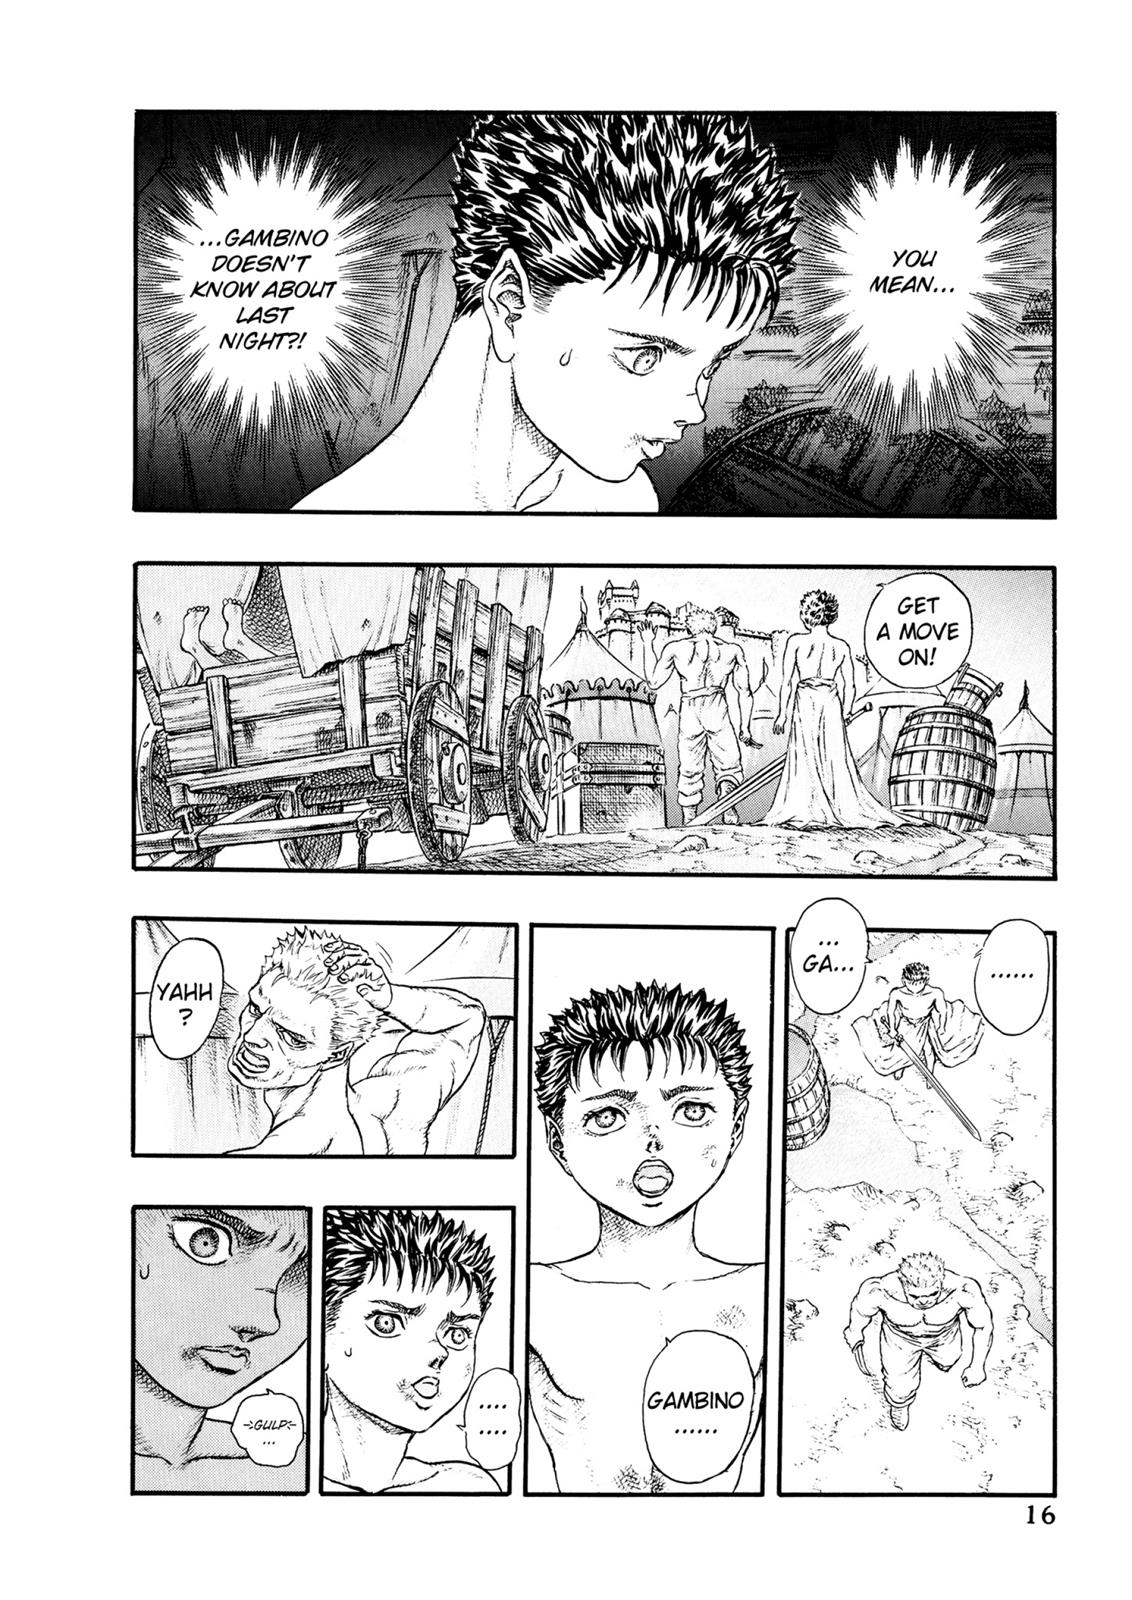 YOU
MEAN...
...GAMBINO
DOESN'T
KNOW ABOUT
LAST
NIGHT?!
GET
A MOVE
ON!
......
...
GA...
GAMBINO
......
YAHH
?
....
....
GULP
...
16